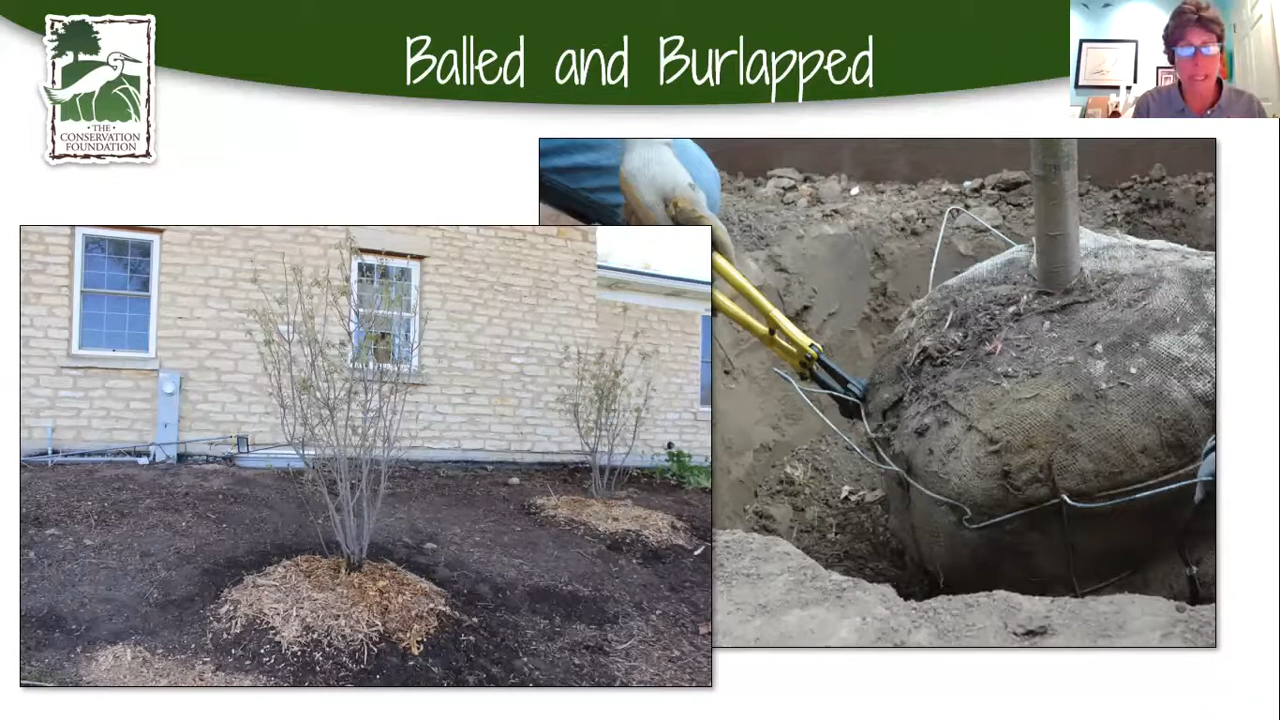 Balled and Burlapped
• THE •
CONSERVATION
FOUNDATION